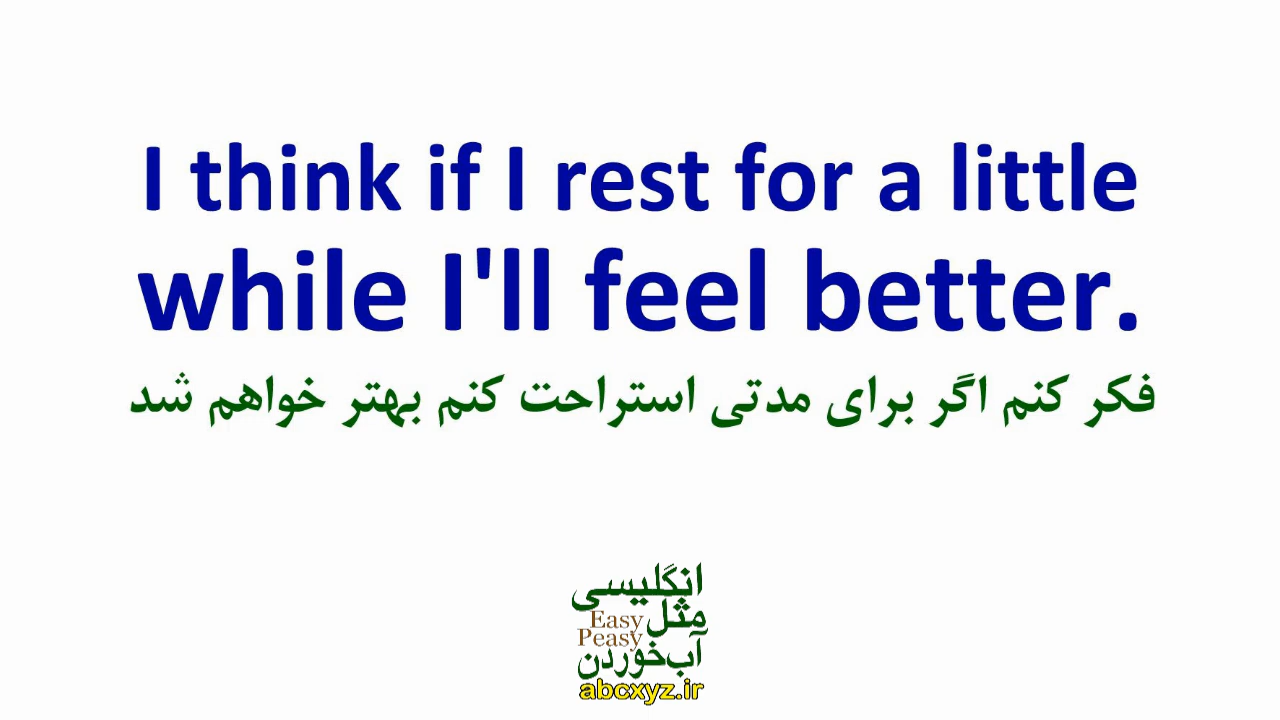 I think if I rest for a little
while I'll feel better.
فکر کنم اگر برای مدتی استراحت کنم بهتر خواهم شد
انگلیسی
مثل
Easy
Peasy
آب‌خوردن
abcxyz.ir